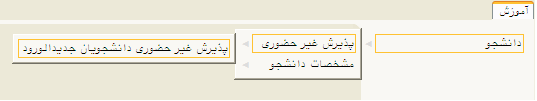 آموزش
دانشجو
پذیرش غیر حضوری
مشخصات دانشجو
پذیرش غیر حضوری دانشجویان جدیدالورود